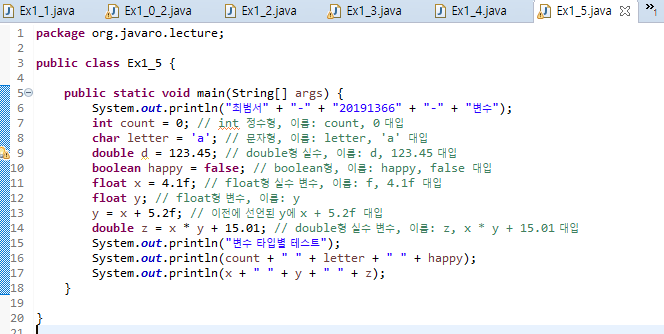 Ex1_1.java Ex1_0_2.java Ex1_2.java Ex1_3.java Ex1_4.java Ex1_5.java »1
1 package org.javaro.lecture;
2
3 public class Ex1_5 {
4
5 public static void main(String[] args) {
6 System.out.println("최범서" + "-" + "20191366" + "-" + "변수");
7 int count = 0; // int 정수형, 이름: count, 0 대입
8 char letter = 'a'; // 문자형, 이름: letter, 'a' 대입
9 double d = 123.45; // double형 실수, 이름: d, 123.45 대입
10 boolean happy = false; // boolean형, 이름: happy, false 대입
11 float x = 4.1f; // float형 실수 변수, 이름: f, 4.1f 대입
12 float y; // float형 변수, 이름: y
13 y = x + 5.2f; // 이전에 선언된 y에 x + 5.2f 대입
14 double z = x * y + 15.01; // double형 실수 변수, 이름: z, x * y + 15.01 대입
15 System.out.println("변수 타입별 테스트");
16 System.out.println(count + " " + letter + " " + happy);
17 System.out.println(x + " " + y + " " + z);
18 }
19
20 }
21